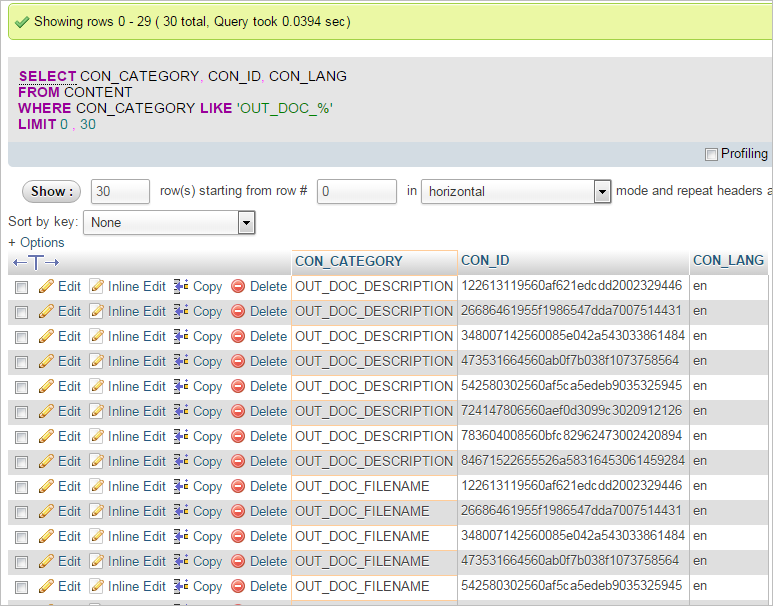 Showing rows 0 - 29 ( 30 total, Query took 0.0394 sec)
SELECT CON_CATEGORY, CON_ID, CON_LANG
FROM CONTENT
WHERE CON_CATEGORY LIKE 'OUT_DOC_%'
LIMIT 0 , 30
Profiling
Show : 30 row(s) starting from row # 0 in horizontal mode and repeat headers a
Sort by key: None
+ Options
←T→ CON_CATEGORY CON_ID CON_LANG
Edit Inline Edit Copy Delete OUT_DOC_DESCRIPTION 122613119560af621edcdd2002329446 en
Edit Inline Edit Copy Delete OUT_DOC_DESCRIPTION 26686461955f1986547dda7007514431 en
Edit Inline Edit Copy Delete OUT_DOC_DESCRIPTION 348007142560085e042a543033861484 en
Edit Inline Edit Copy Delete OUT_DOC_DESCRIPTION 473531664560ab0f7b038f1073758564 en
Edit Inline Edit Copy Delete OUT_DOC_DESCRIPTION 542580302560af5ca5edeb9035325945 en
Edit Inline Edit Copy Delete OUT_DOC_DESCRIPTION 724147806560aef0d3099c3020912126 en
Edit Inline Edit Copy Delete OUT_DOC_DESCRIPTION 783604008560bfc82962473002420894 en
Edit Inline Edit Copy Delete OUT_DOC_DESCRIPTION 84671522655526a58316453061459284 en
Edit Inline Edit Copy Delete OUT_DOC_FILENAME 122613119560af621edcdd2002329446 en
Edit Inline Edit Copy Delete OUT_DOC_FILENAME 26686461955f1986547dda7007514431 en
Edit Inline Edit Copy Delete OUT_DOC_FILENAME 348007142560085e042a543033861484 en
Edit Inline Edit Copy Delete OUT_DOC_FILENAME 473531664560ab0f7b038f1073758564 en
Edit Inline Edit Copy Delete OUT_DOC_FILENAME 542580302560af5ca5edeb9035325945 en